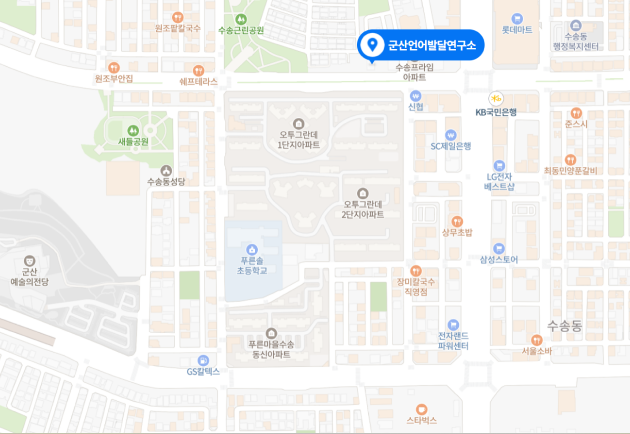 원조팥칼국수
수송근린공원
군산언어발달연구소
롯데마트
수송동
행정복지센터
수송프라임
아파트
원조부안집
쉐프테라스
신협
KB국민은행
오투그란데
1단지아파트
준스시
새들공원
SC제일은행
최동민양푼갈비
수송동성당
LG전자
베스트샵
오투그란데
2단지아파트
상무초밥
푸른솔
초등학교
삼성스토어
군산
예술의전당
장미칼국수
직영점
수송동
전자랜드
파워센터
푸른마을수송
동신아파트
서울소바
GS칼텍스
스타벅스